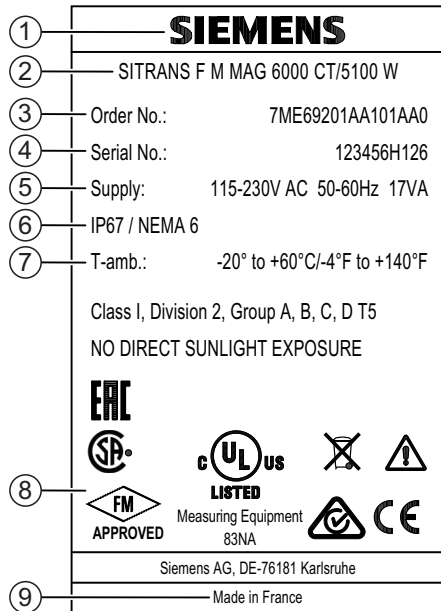 ① SIEMENS
② SITRANS F M MAG 6000 CT/5100 W
③ Order No.: 7ME69201AA101AA0
④ Serial No.: 123456H126
⑤ Supply: 115-230V AC 50-60Hz 17VA
⑥ IP67 / NEMA 6
⑦ T-amb.: -20° to +60°C/-4°F to +140°F
Class I, Division 2, Group A, B, C, D T5
NO DIRECT SUNLIGHT EXPOSURE
EAC
SA
C UL US
LISTED
⑧ FM
APPROVED
Measuring Equipment
83NA
CE
Siemens AG, DE-76181 Karlsruhe
⑨ Made in France